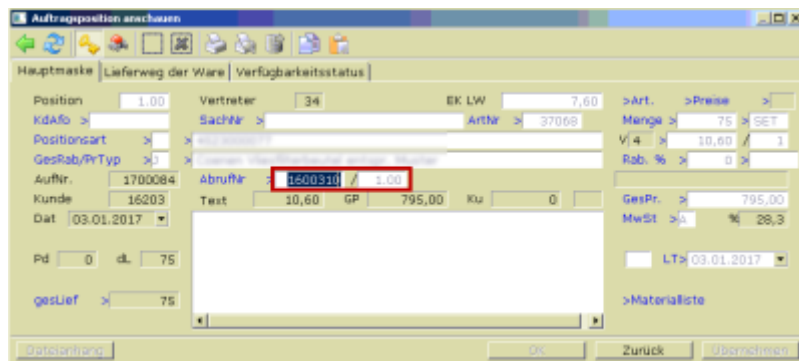 Auftragsposition anschauen
Hauptmaske Lieferweg der Ware Verfügbarkeitsstatus
Position 1.00 Vertreter 34 EK LW 7,60 >Art. >Preise >
KdAfo > SachNr > ArtNr > 37068 Menge > 75 > SET
Positionsart > > V 4 > 10,60 / 1
GesRab/PrTyp > > Rab. % > 0 >
AufNr. 1700084 AbrufNr > 1600310 / 1.00
Kunde 16203 Text 10,60 GP 795,00 Ku 0 GesPr. > 795,00
Dat 03.01.2017 MwSt > A % 28,3
Pd 0 dL 75 LT> 03.01.2017
gesLief > 75 >Materialliste
Dateianhang OK Zurück Übernehmen